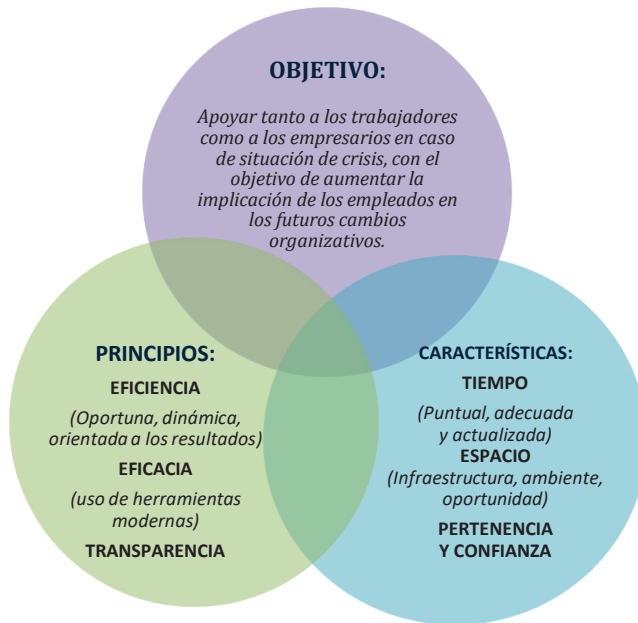 OBJETIVO:
Apoyar tanto a los trabajadores
como a los empresarios en caso
de situación de crisis, con el
objetivo de aumentar la
implicación de los empleados en
los futuros cambios
organizativos.
PRINCIPIOS:
EFICIENCIA
(Oportuna, dinámica,
orientada a los resultados)
EFICACIA
(uso de herramientas
modernas)
TRANSPARENCIA
CARACTERÍSTICAS:
TIEMPO
(Puntual, adecuada
y actualizada)
ESPACIO
(Infraestructura, ambiente,
oportunidad)
PERTENENCIA
Y CONFIANZA